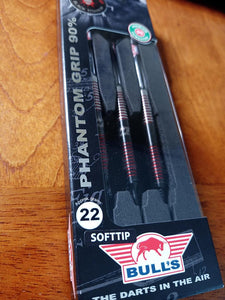 PHANTOM GRIP 90%
22
SOFTTIP
BULL'S
THE DARTS IN THE AIR